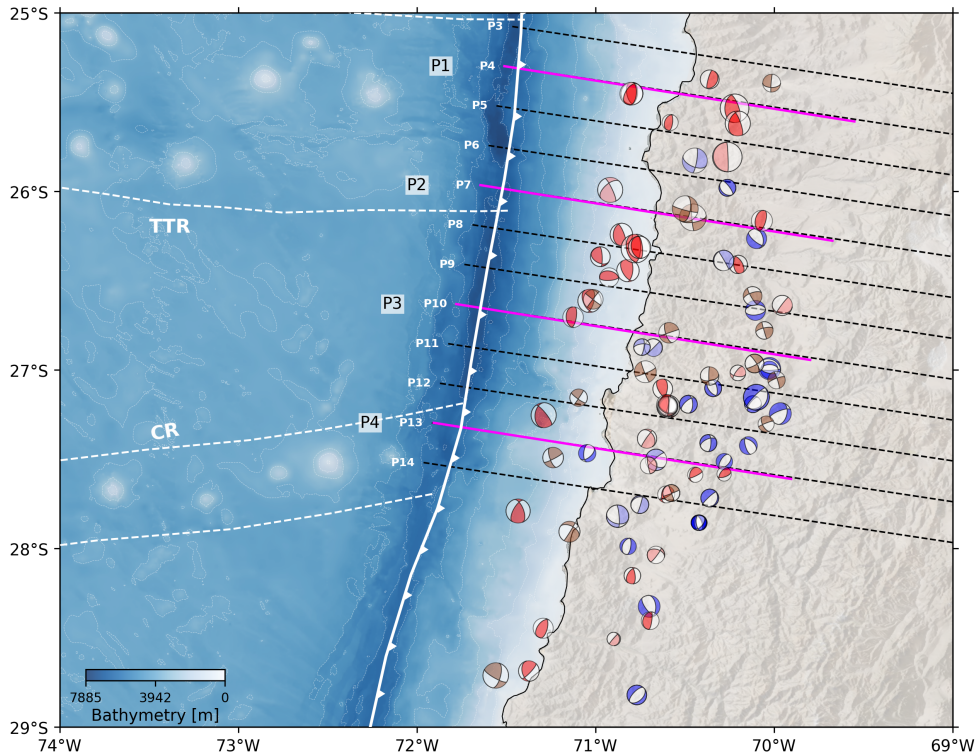 25°S
P3
P1
P4
P5
P6
26°S
P2
P7
TTR
P8
P9
P3
P10
P11
27°S
P12
CR
P4
P13
P14
28°S
7885
3942
0
Bathymetry [m]
29°S
74°W
73°W
72°W
71°W
70°W
69°W